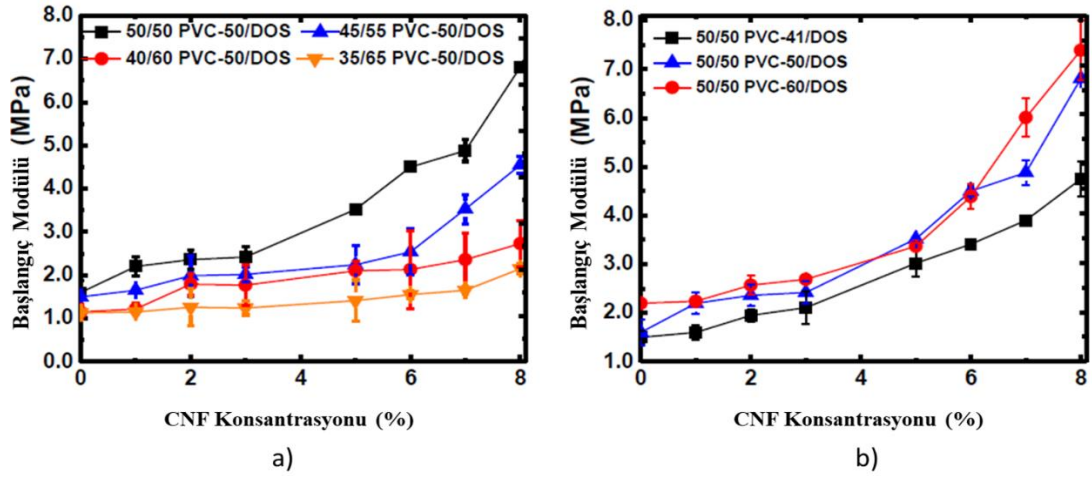 50/50 PVC-50/DOS
45/55 PVC-50/DOS
40/60 PVC-50/DOS
35/65 PVC-50/DOS
Başlangıç Modülü (MPa)
8.0
7.0
6.0
5.0
4.0
3.0
2.0
1.0
0.0
0 2 4 6 8
CNF Konsantrasyonu (%)
a)
50/50 PVC-41/DOS
50/50 PVC-50/DOS
50/50 PVC-60/DOS
Başlangıç Modülü (MPa)
8.0
7.0
6.0
5.0
4.0
3.0
2.0
1.0
0 2 4 6 8
CNF Konsantrasyonu (%)
b)